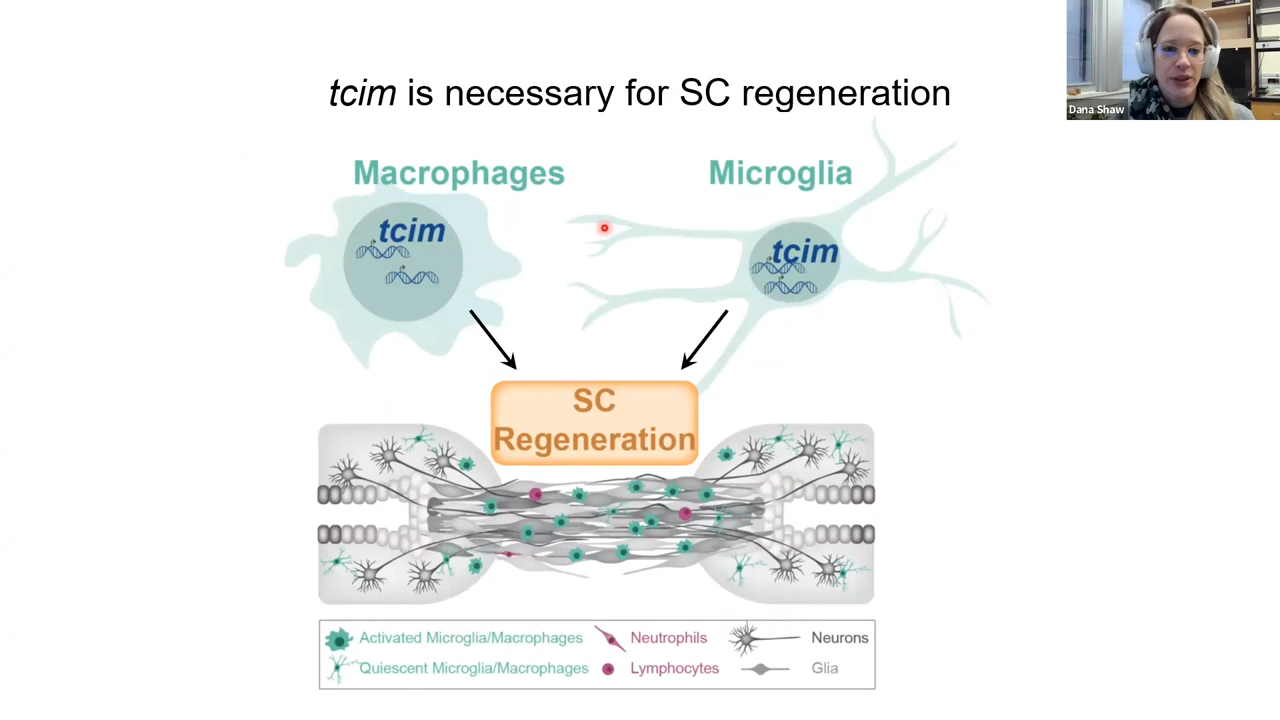 tcim is necessary for SC regeneration
Dana Shaw
Macrophages
Microglia
tcim
tcim
SC
Regeneration
Activated Microglia/Macrophages
Neutrophils
Neurons
Quiescent Microglia/Macrophages
Lymphocytes
Glia